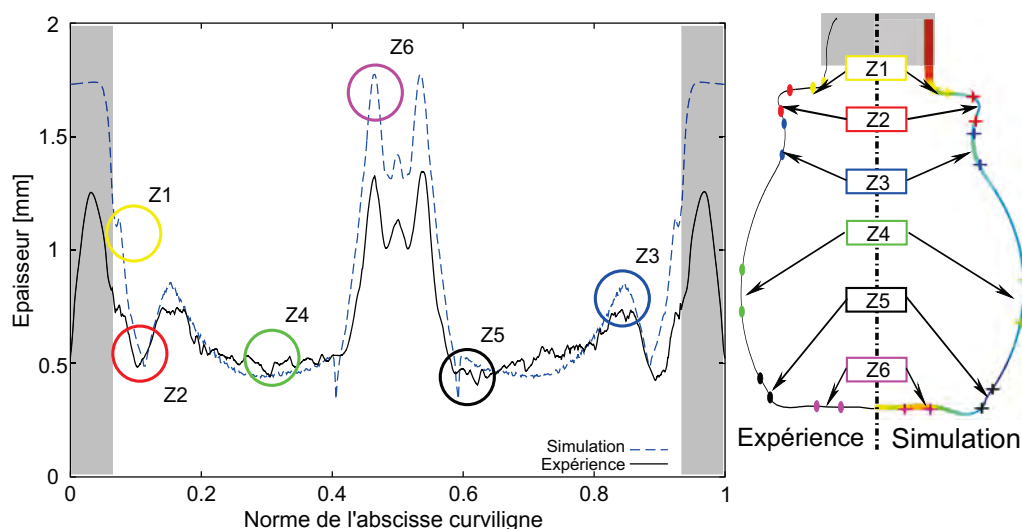 2
1.5
1
0.5
0
Epaisseur [mm]
0
0.2
0.4
0.6
0.8
1
Norme de l'abscisse curviligne
Z1
Z2
Z4
Z6
Z5
Z3
Simulation
Expérience
Z1
Z2
Z3
Z4
Z5
Z6
Expérience
Simulation